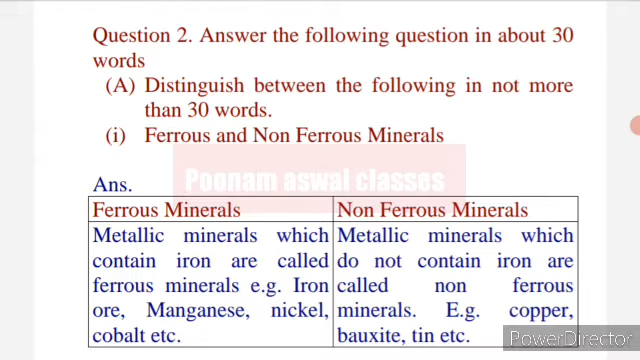 Question 2. Answer the following question in about 30
words
(A) Distinguish between the following in not more
than 30 words.
(i) Ferrous and Non Ferrous Minerals
Poonam aswal classes
Ans.
Ferrous Minerals
Metallic minerals which
contain iron are called
ferrous minerals e.g. Iron
ore, Manganese, nickel,
cobalt etc.
Non Ferrous Minerals
Metallic minerals which
do not contain iron are
called non ferrous
minerals. E.g. copper,
bauxite, tin etc.
PowerDirector